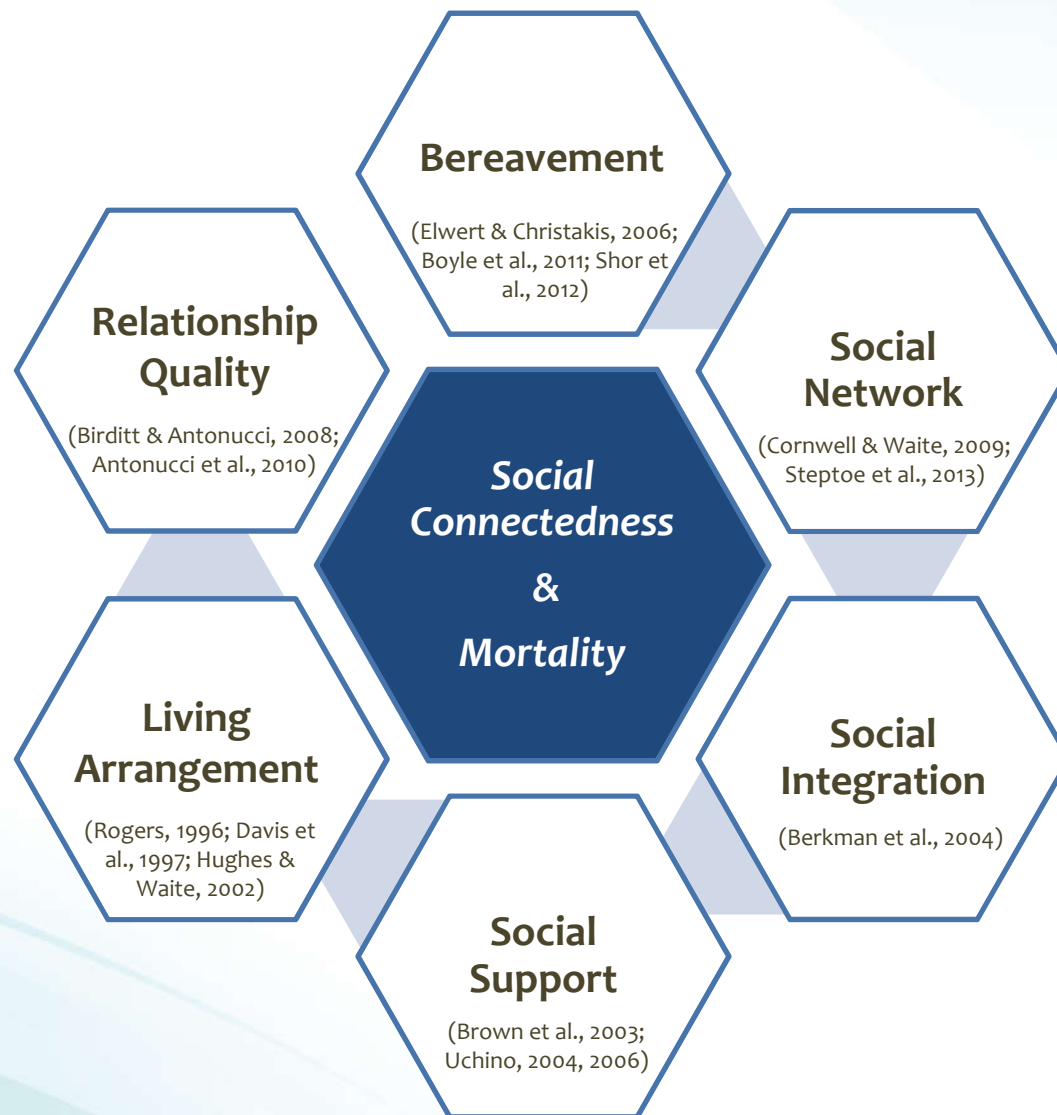 Bereavement
(Elwert & Christakis, 2006;
Boyle et al., 2011; Shor et
al., 2012)
Relationship
Quality
(Birditt & Antonucci, 2008;
Antonucci et al., 2010)
Social
Network
(Cornwell & Waite, 2009;
Steptoe et al., 2013)
Social
Connectedness
&
Mortality
Living
Arrangement
(Rogers, 1996; Davis et
al., 1997; Hughes &
Waite, 2002)
Social
Integration
(Berkman et al., 2004)
Social
Support
(Brown et al., 2003;
Uchino, 2004, 2006)